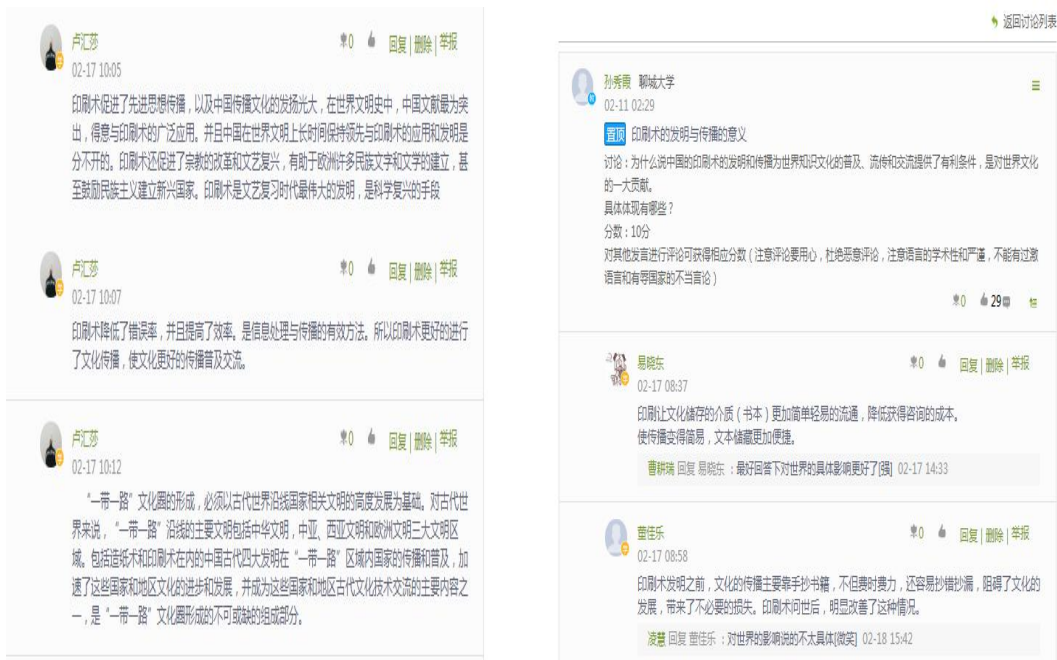 卢汇莎
0 回复 | 删除 | 举报
02-17 10:05
印刷术促进了先进思想传播，以及中国传播文化的发扬光大，在世界文明史中，中国文献最为突
出，得意与印刷术的广泛应用。并且中国在世界文明上长时间保持领先与印刷术的应用和发明是
分不开的。印刷术还促进了宗教的改革和文艺复兴，有助于欧洲许多民族文字和文学的建立，甚
至鼓励民族主义建立新兴国家。印刷术是文艺复习时代最伟大的发明，是科学复兴的手段
卢汇莎
0 回复 | 删除 | 举报
02-17 10:07
印刷术降低了错误率，并且提高了效率。是信息处理与传播的有效方法。所以印刷术更好的进行
了文化传播，使文化更好的传播普及交流。
卢汇莎
0 回复 | 删除 | 举报
02-17 10:12
“一带一路”文化圈的形成，必须以古代世界沿线国家相关文明的高度发展为基础。对古代世
界来说，“一带一路”沿线的主要文明包括中华文明，中亚、西亚文明和欧洲文明三大文明区
域。包括造纸术和印刷术在内的中国古代四大发明在“一带一路”区域内国家的传播和普及，加
速了这些国家和地区文化的进步和发展，并成为这些国家和地区古代文化技术交流的主要内容之
一，是“一带一路”文化圈形成的不可或缺的组成部分。
返回讨论列表
孙秀霞 聊城大学
02-11 02:29
置顶 印刷术的发明与传播的意义
讨论：为什么说中国的印刷术的发明和传播为世界知识文化的普及、流传和交流提供了有利条件，是对世界文化
的一大贡献。
具体体现有哪些？
分数：10分
对其他发言进行评论可获得相应分数（注意评论要用心，杜绝恶意评论，注意语言的学术性和严谨，不能有过激
语言和有辱国家的不当言论）
0 29
易晓东
0 回复 | 删除 | 举报
02-17 08:37
印刷让文化储存的介质（书本）更加简单轻易的流通，降低获得咨询的成本。
使传播变得简易，文本储藏更加便捷。
曹耕瑞 回复 易晓东 ：最好回答下对世界的具体影响更好了[强] 02-17 14:33
董佳乐
0 回复 | 删除 | 举报
02-17 08:58
印刷术发明之前，文化的传播主要靠手抄书籍，不但费时费力，还容易抄错抄漏，阻碍了文化的
发展，带来了不必要的损失。印刷术问世后，明显改善了这种情况。
凌慧 回复 董佳乐 ：对世界的影响说的不太具体[微笑] 02-18 15:42